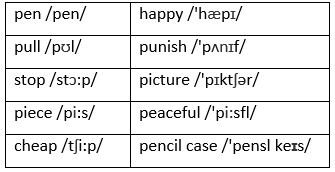 pen /pen/ happy /'hæpɪ/
pull /pʊl/ punish /'pʌnɪf/
stop /stɔ:p/ picture /'pɪktʃər/
piece /pi:s/ peaceful /'pi:sfl/
cheap /tʃi:p/ pencil case /'pensl keɪs/